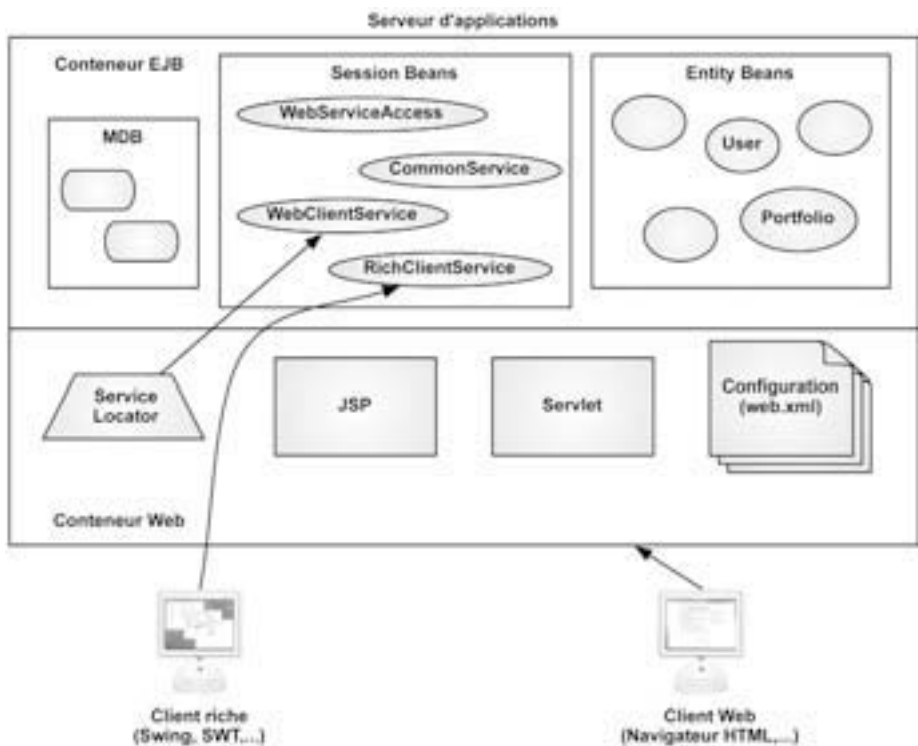 Serveur d'applications
Conteneur EJB
Session Beans
Entity Beans
WebServiceAccess
MDB
User
CommonService
WebClientService
Portfolio
RichClientService
Service
Locator
JSP
Servlet
Configuration
(web.xml)
Conteneur Web
Client riche
(Swing, SWT,...)
Client Web
(Navigateur HTML,...)